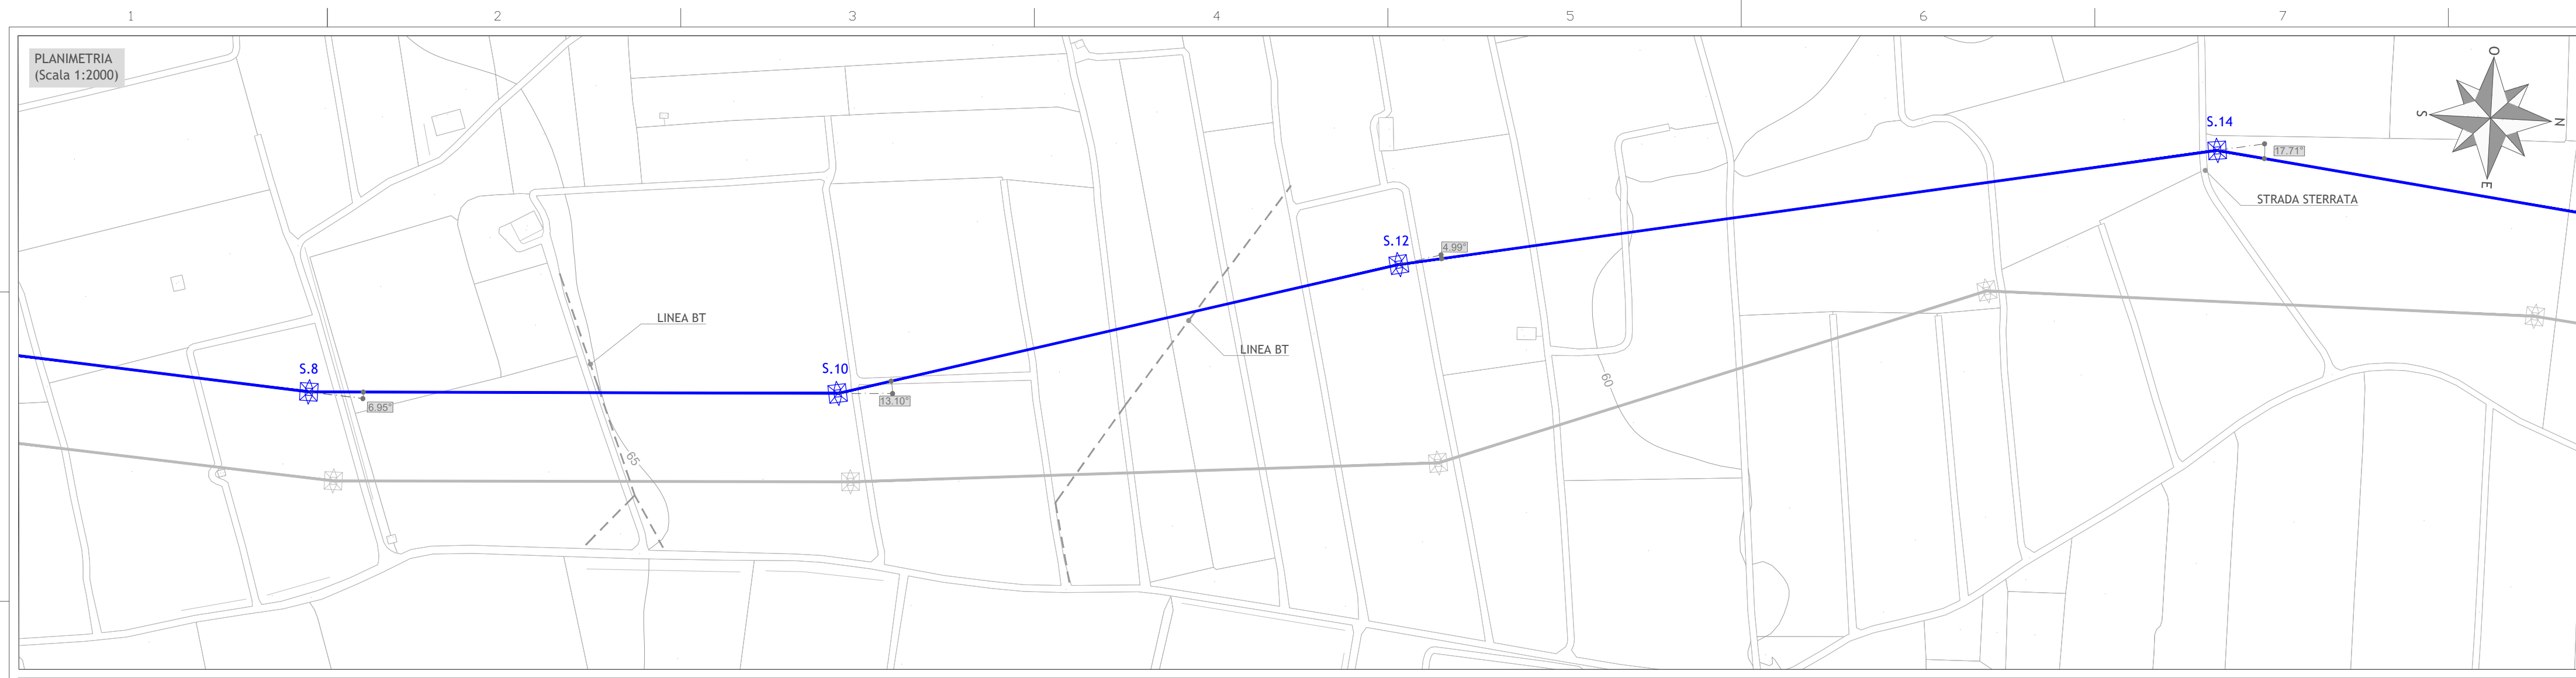 1 2 3 4 5 6 7
PLANIMETRIA
(Scala 1:2000)
O
S
N
E
S.14
17.71°
STRADA STERRATA
S.12
4.99°
LINEA BT
LINEA BT
S.8
S.10
60
6.95°
13.10°
65